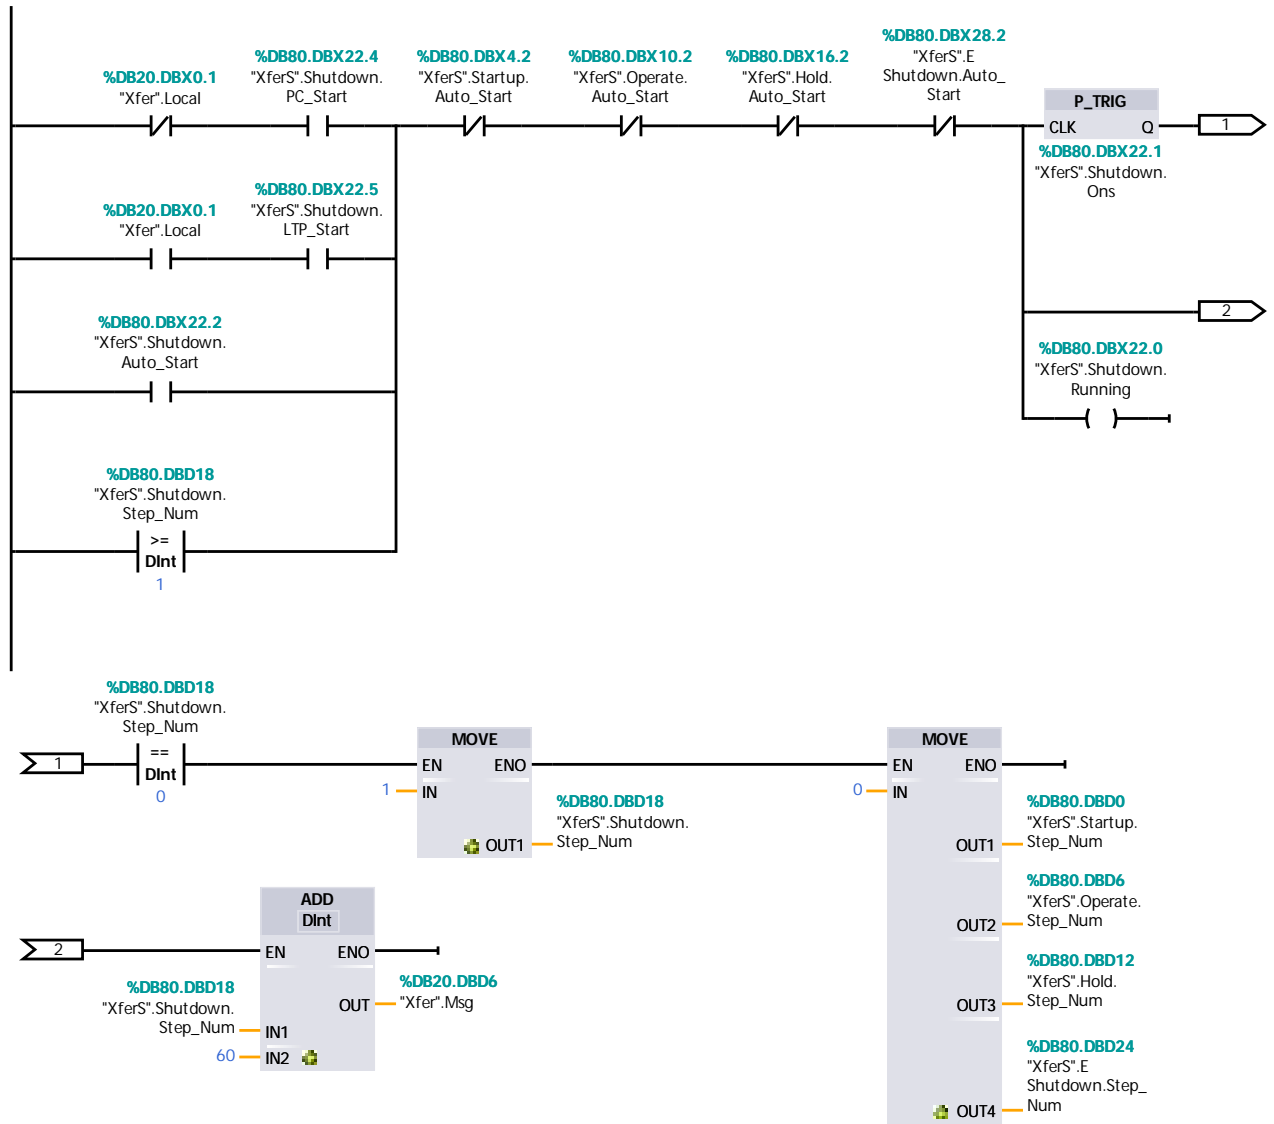 %DB20.DBX0.1
"Xfer".Local
%DB80.DBX22.4
"XferS".Shutdown.
PC_Start
%DB80.DBX4.2
"XferS".Startup.
Auto_Start
%DB80.DBX10.2
"XferS".Operate.
Auto_Start
%DB80.DBX16.2
"XferS".Hold.
Auto_Start
%DB80.DBX28.2
"XferS".E
Shutdown.Auto_
Start
P_TRIG
CLK Q
%DB80.DBX22.1
"XferS".Shutdown.
Ons
1
%DB20.DBX0.1
"Xfer".Local
%DB80.DBX22.5
"XferS".Shutdown.
LTP_Start
2
%DB80.DBX22.2
"XferS".Shutdown.
Auto_Start
%DB80.DBX22.0
"XferS".Shutdown.
Running
%DB80.DBD18
"XferS".Shutdown.
Step_Num
>=
DInt
1
1
%DB80.DBD18
"XferS".Shutdown.
Step_Num
==
DInt
0
MOVE
EN ENO
1 IN
OUT1
%DB80.DBD18
"XferS".Shutdown.
Step_Num
MOVE
EN ENO
0 IN
OUT1
%DB80.DBD0
"XferS".Startup.
Step_Num
OUT2
%DB80.DBD6
"XferS".Operate.
Step_Num
OUT3
%DB80.DBD12
"XferS".Hold.
Step_Num
OUT4
%DB80.DBD24
"XferS".E
Shutdown.Step_
Num
2
ADD
DInt
EN ENO
%DB80.DBD18
"XferS".Shutdown.
Step_Num
IN1
60 IN2
OUT
%DB20.DBD6
"Xfer".Msg